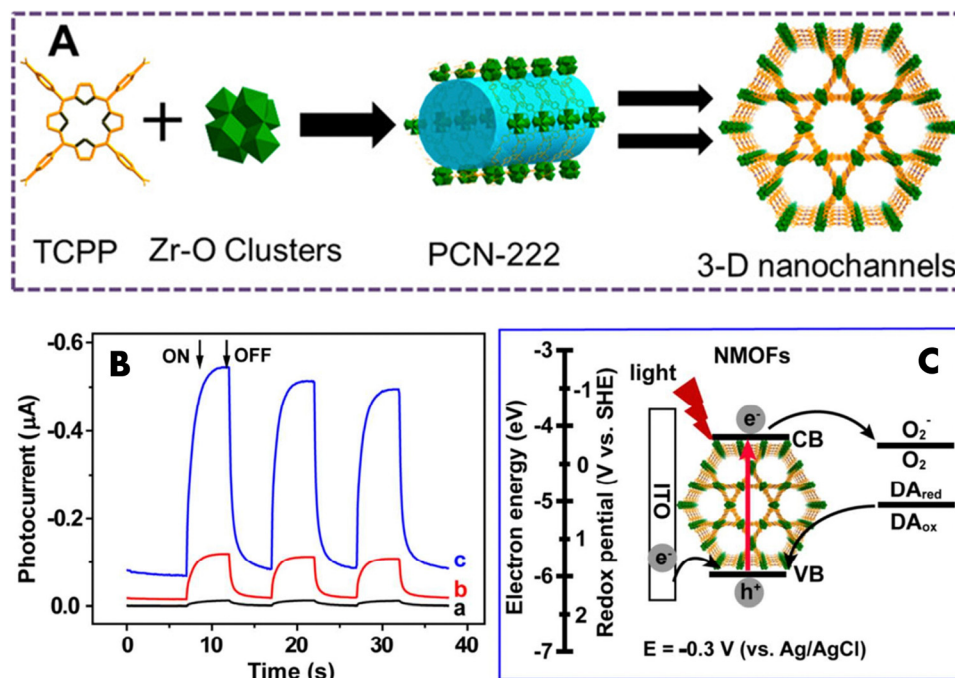 A
TCPP
Zr-O Clusters
PCN-222
3-D nanochannels
B
ON
OFF
-0.6
-0.4
-0.2
0.0
Photocurrent (µA)
c
b
a
0
10
20
30
40
Time (s)
C
NMOFs
-3
-4
-5
-6
-7
Electron energy (eV)
-1
0
1
2
Redox pential (V vs. SHE)
light
ITO
e-
CB
e-
VB
h+
O2-
O2
DAred
DAox
E = -0.3 V (vs. Ag/AgCl)